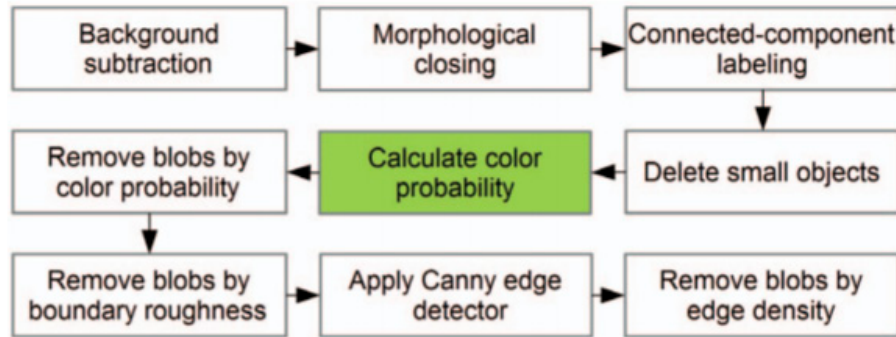 Background
subtraction
Morphological
closing
Connected-component
labeling
Remove blobs by
color probability
Calculate color
probability
Delete small objects
Remove blobs by
boundary roughness
Apply Canny edge
detector
Remove blobs by
edge density